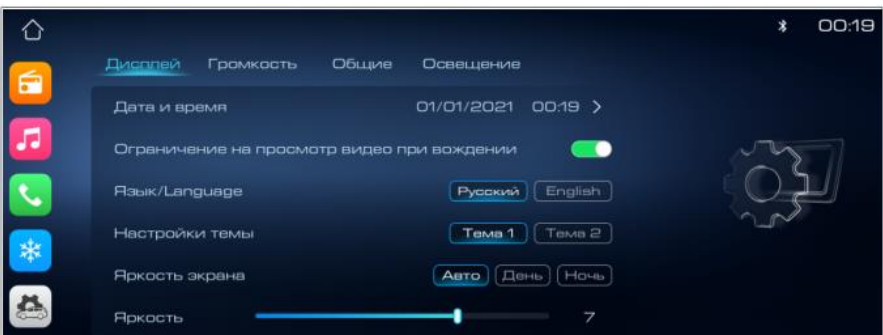 00:19
Дисплей Громкость Общие Освещение
Дата и время 01/01/2021 00:19 >
Ограничение на просмотр видео при вождении
Язык/Language Русский English
Настройки темы Тема 1 Тема 2
Яркость экрана Авто День Ночь
Яркость 7